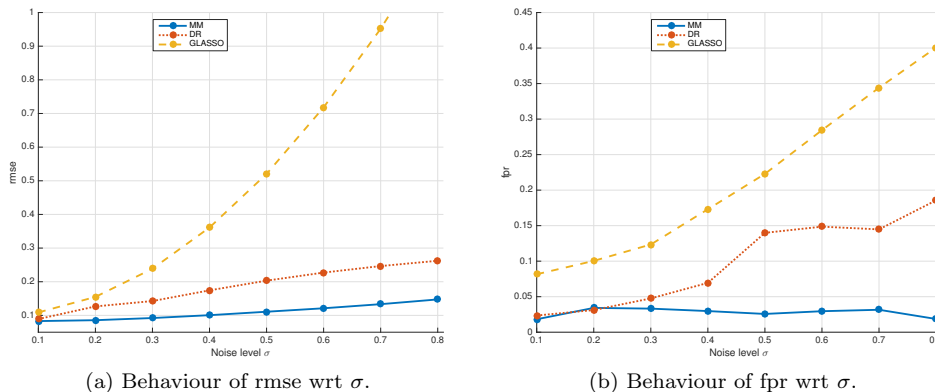 1
0.9
0.8
0.7
0.6
0.5
0.4
0.3
0.2
0.1
rmse
MM
DR
GLASSO
0.1 0.2 0.3 0.4 0.5 0.6 0.7 0.8
Noise level σ
(a) Behaviour of rmse wrt σ.
0.45
0.4
0.35
0.3
0.25
0.2
0.15
0.1
0.05
0
fpr
MM
DR
GLASSO
0.1 0.2 0.3 0.4 0.5 0.6 0.7
Noise level σ
(b) Behaviour of fpr wrt σ.